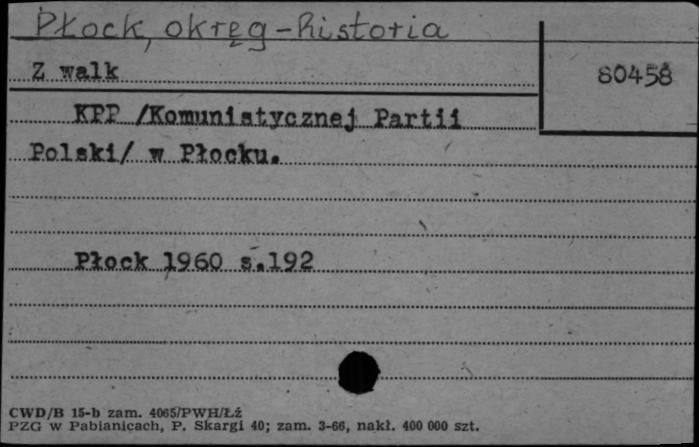 Płock, okręg - historia
Z walk
80458
KPP /Komunistycznej Partii
Polski/ w Płocku.
Płock 1960 s.192
CWD/B 15-b zam. 4065/PWH/Łź
PZG w Pabianicach, P. Skargi 40; zam. 3-66, nakł. 400 000 szt.